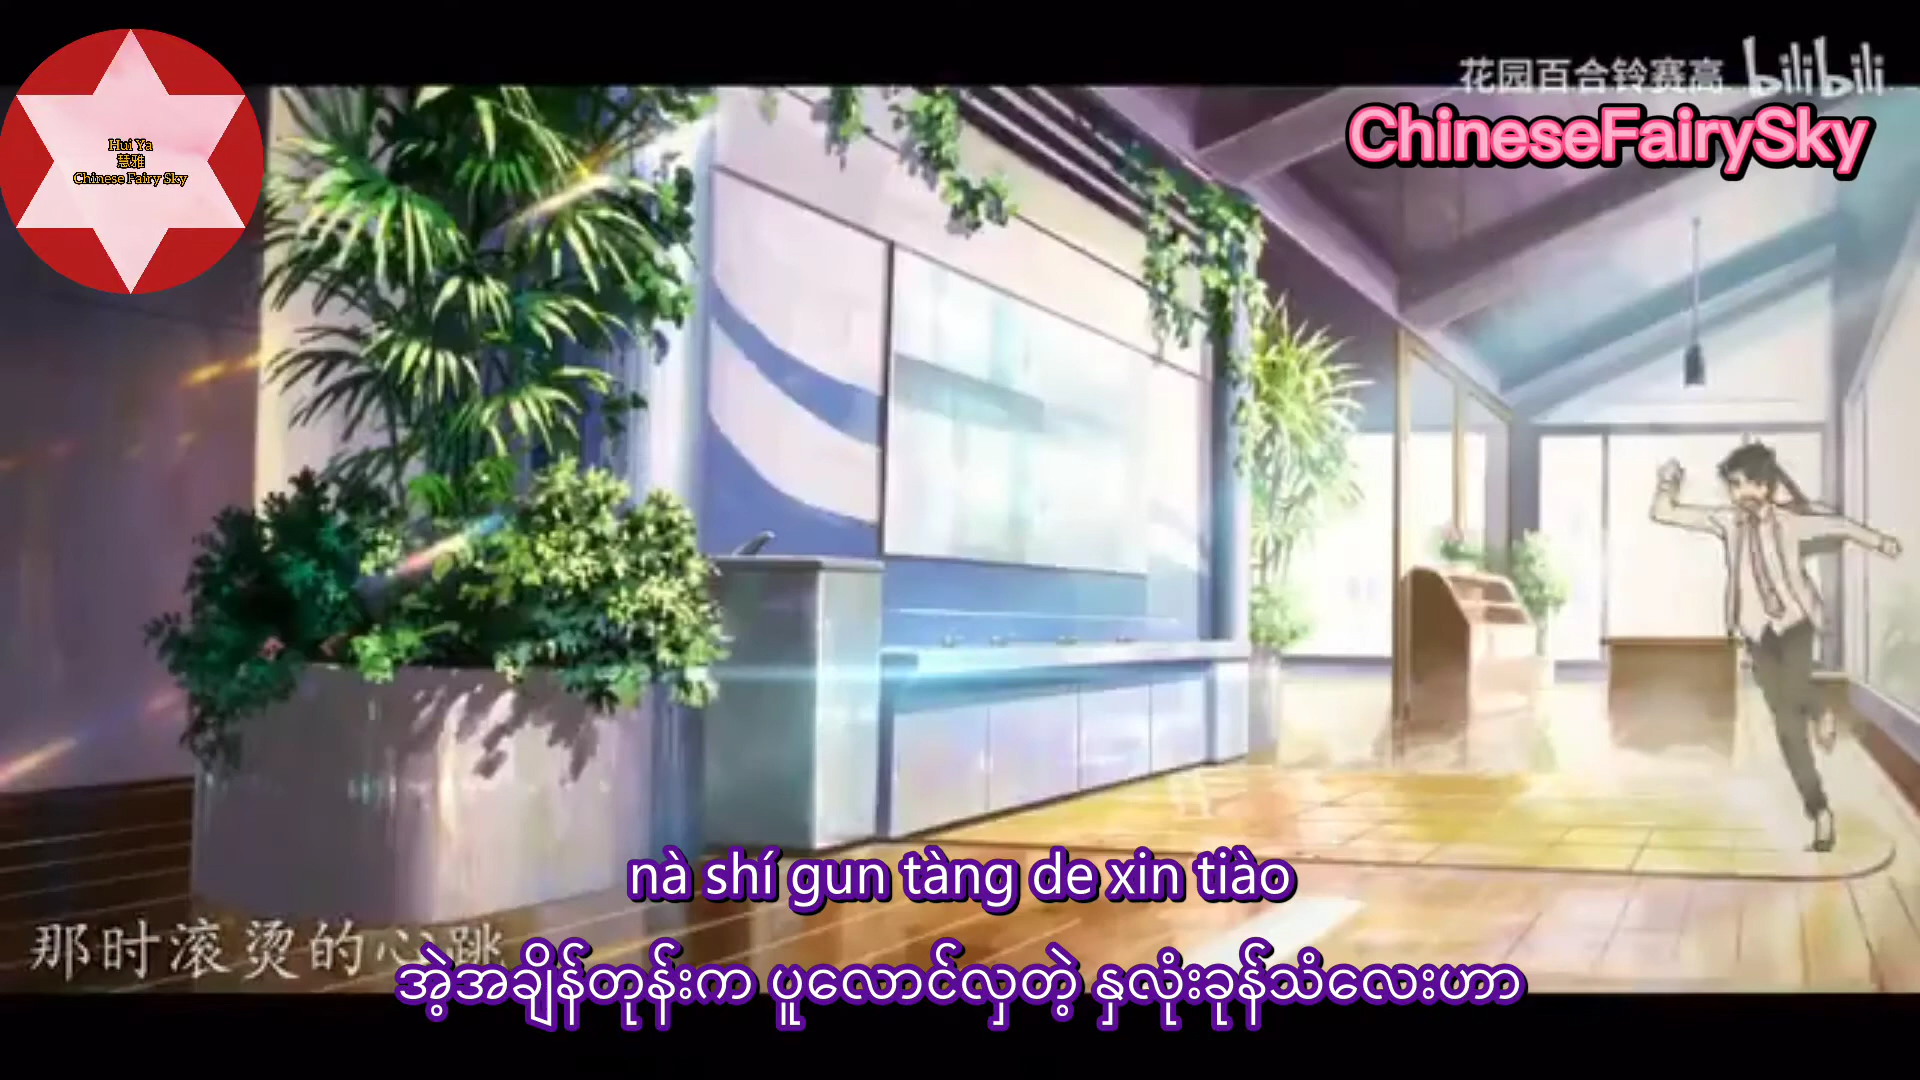 Hui Ya
慧雅
Chinese Fairy Sky
花园百合铃赛高 bilibili
ChineseFairySky
nà shí gun tàng de xin tiào
那时滚烫的心跳
အဲ့အချိန်တုန်းက ပူလောင်လှတဲ့ နှလုံးခုန်သံလေးဟာ